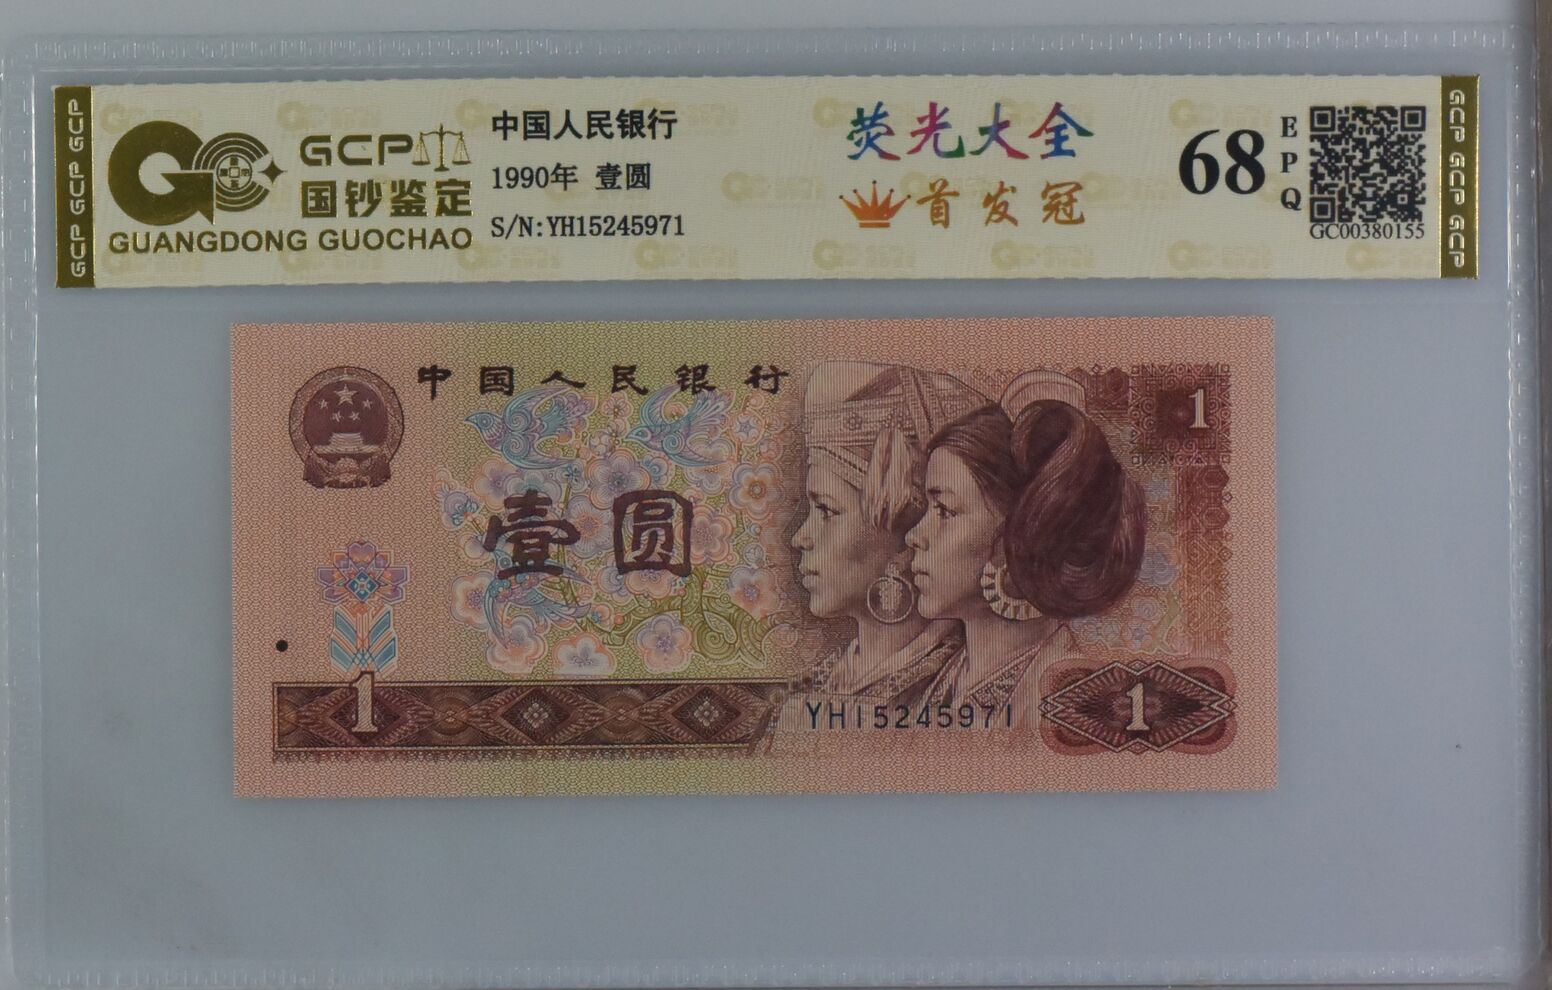 GCP
国钞鉴定
GUANGDONG GUOCHAO
中国人民银行
1990年 壹圆
S/N:YH15245971
荧光大全
首发冠
68
EPQ
GC00380155
GCP GCP GCP
GCP GCP GCP
中国人民银行
1
壹圆
1
YH15245971
1